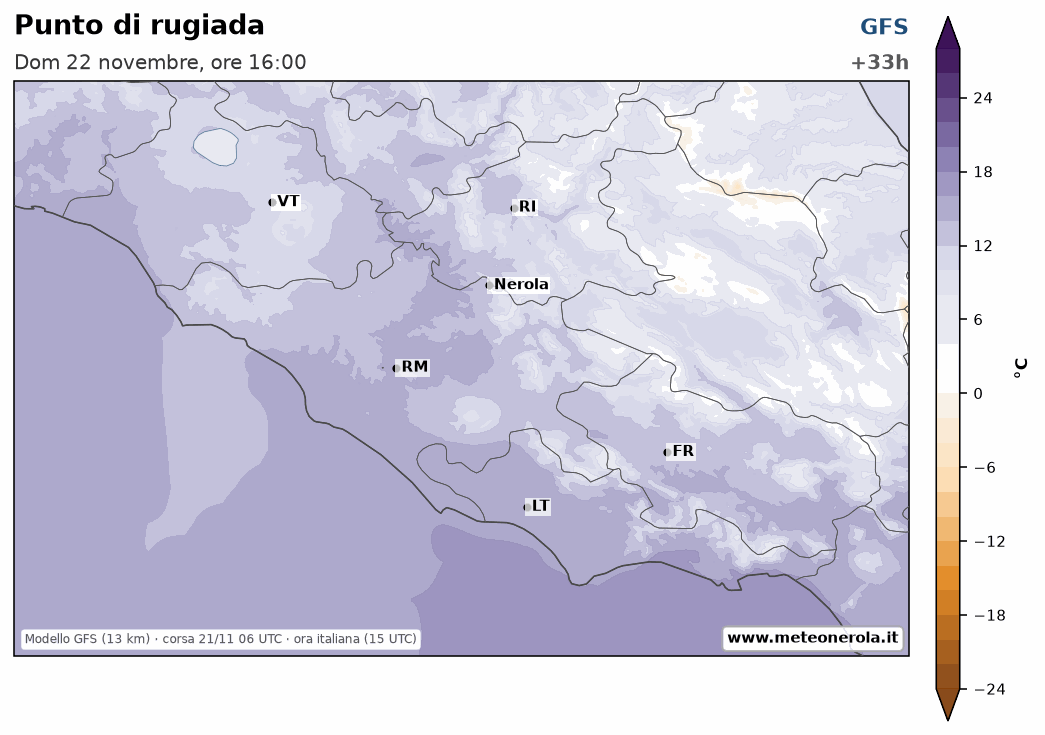 Punto di rugiada
GFS
Dom 22 novembre, ore 16:00
+33h
VT
RI
Nerola
RM
FR
LT
Modello GFS (13 km) · corsa 21/11 06 UTC · ora italiana (15 UTC)
www.meteonerola.it
24
18
12
6
0
−6
−12
−18
−24
°C